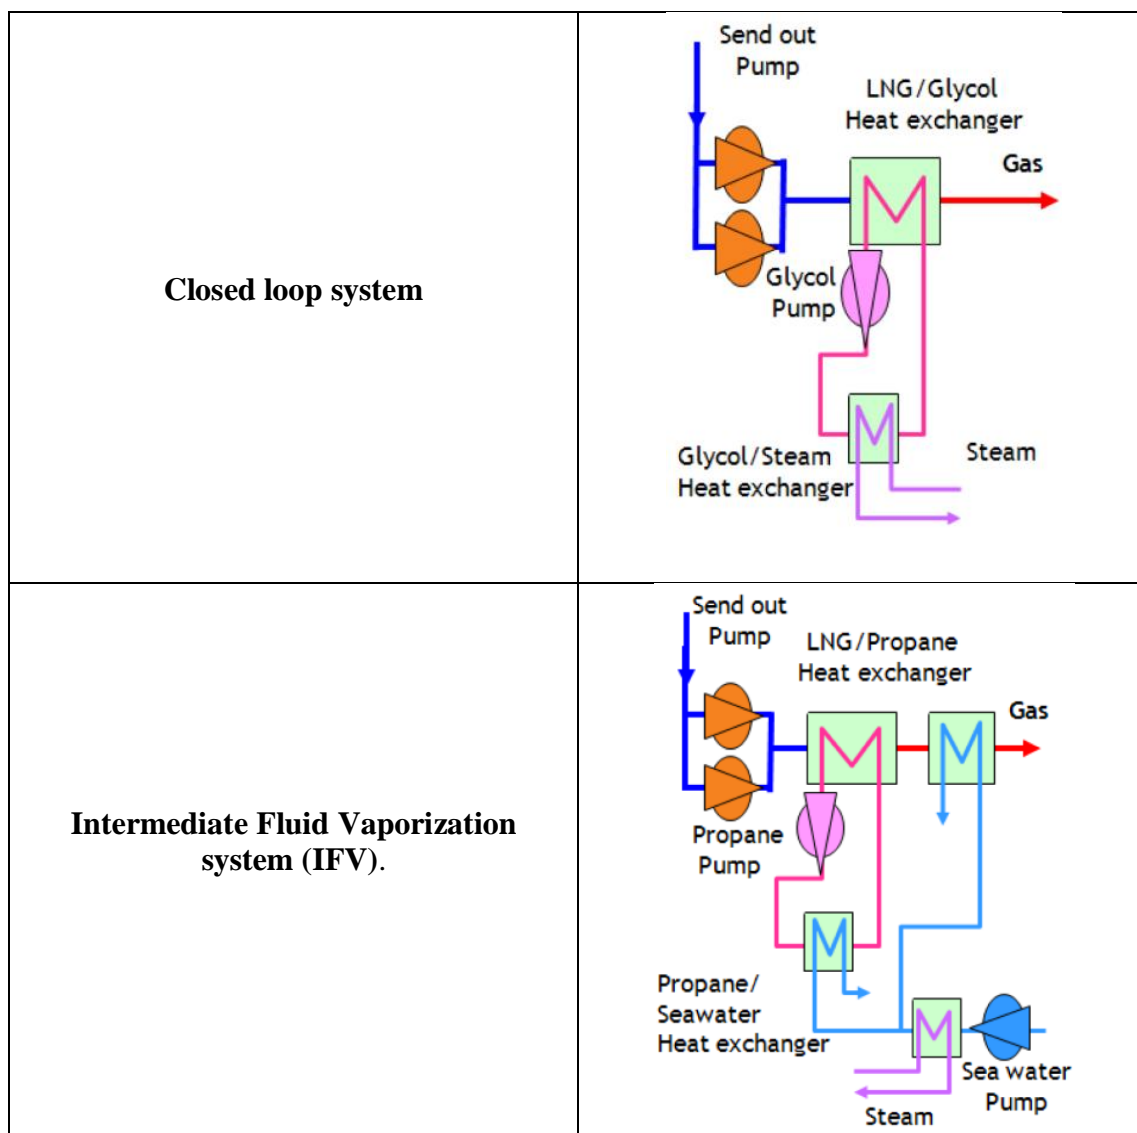 Closed loop system
Send out
Pump
LNG/Glycol
Heat exchanger
Gas
Glycol
Pump
Glycol/Steam
Heat exchanger
Steam
Intermediate Fluid Vaporization
system (IFV).
Send out
Pump
LNG/Propane
Heat exchanger
Gas
Propane
Pump
Propane/
Seawater
Heat exchanger
Sea water
Pump
Steam